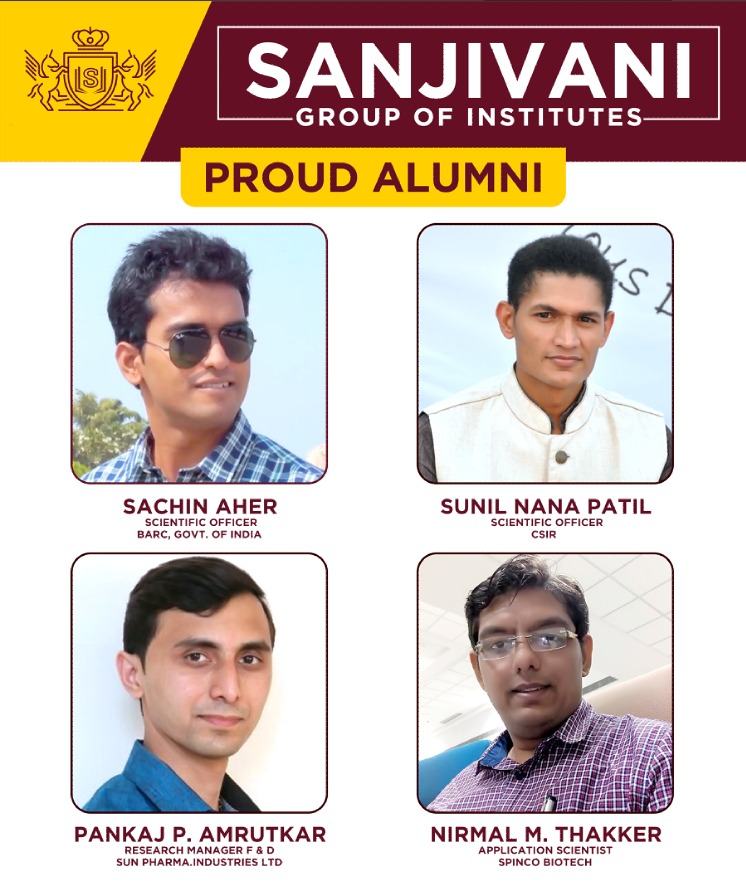 SANJIVANI
GROUP OF INSTITUTES
PROUD ALUMNI
SACHIN AHER
SCIENTIFIC OFFICER
BARC, GOVT. OF INDIA
SUNIL NANA PATIL
SCIENTIFIC OFFICER
CSIR
PANKAJ P. AMRUTKAR
RESEARCH MANAGER F & D
SUN PHARMA.INDUSTRIES LTD
NIRMAL M. THAKKER
APPLICATION SCIENTIST
SPINCO BIOTECH